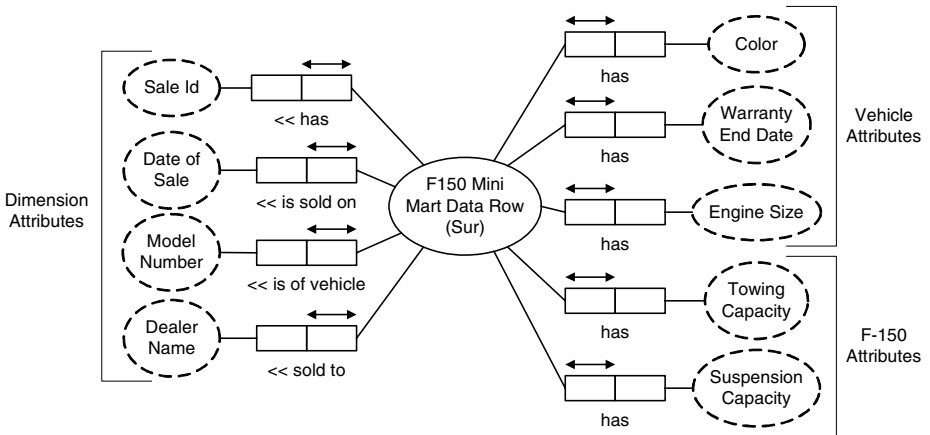 Dimension
Attributes
Sale Id
<< has
Date of
Sale
<< is sold on
Model
Number
<< is of vehicle
Dealer
Name
<< sold to
F150 Mini
Mart Data Row
(Sur)
has
Color
has
Warranty
End Date
has
Engine Size
Vehicle
Attributes
has
Towing
Capacity
has
Suspension
Capacity
F-150
Attributes